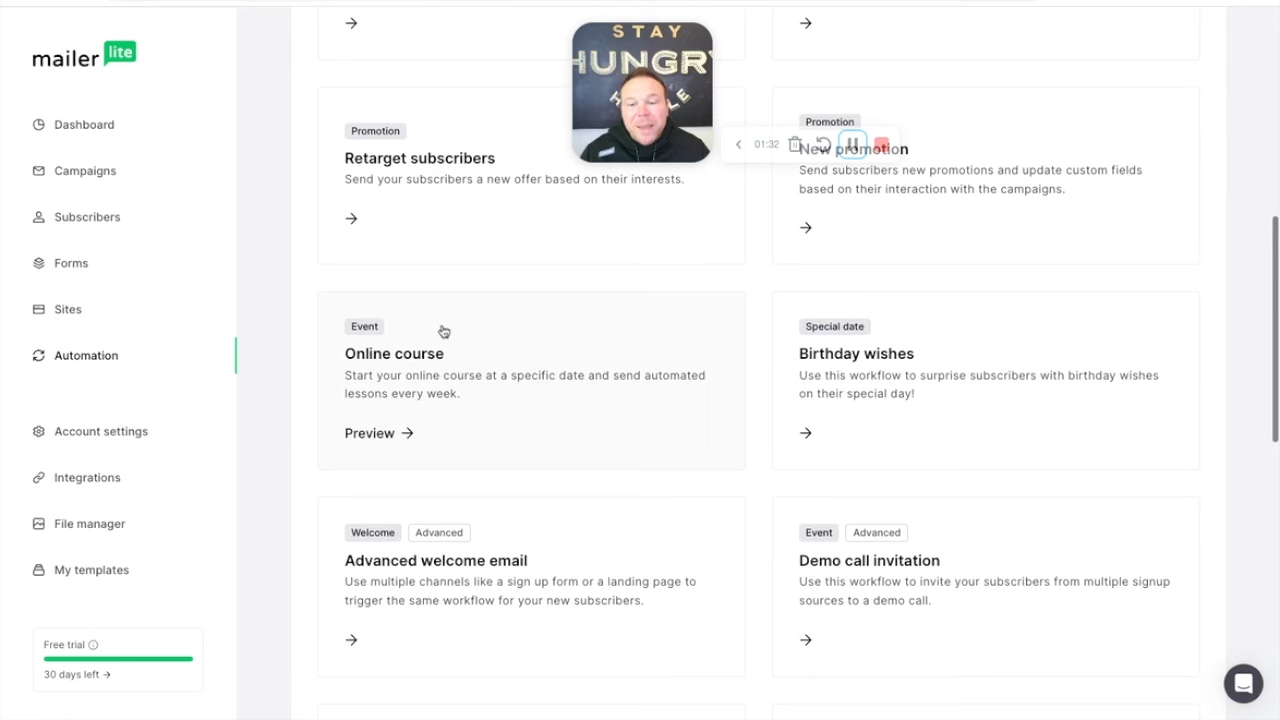 mailer lite
Dashboard
Campaigns
Subscribers
Forms
Sites
Automation
Account settings
Integrations
File manager
My templates
Free trial
30 days left →
→
→
STAY
HUNGRY
01:32
Promotion
Retarget subscribers
Send your subscribers a new offer based on their interests.
→
Promotion
New promotion
Send subscribers new promotions and update custom fields
based on their interaction with the campaigns.
→
Event
Online course
Start your online course at a specific date and send automated
lessons every week.
Preview →
Special date
Birthday wishes
Use this workflow to surprise subscribers with birthday wishes
on their special day!
→
Welcome Advanced
Advanced welcome email
Use multiple channels like a sign up form or a landing page to
trigger the same workflow for your new subscribers.
→
Event Advanced
Demo call invitation
Use this workflow to invite your subscribers from multiple signup
sources to a demo call.
→